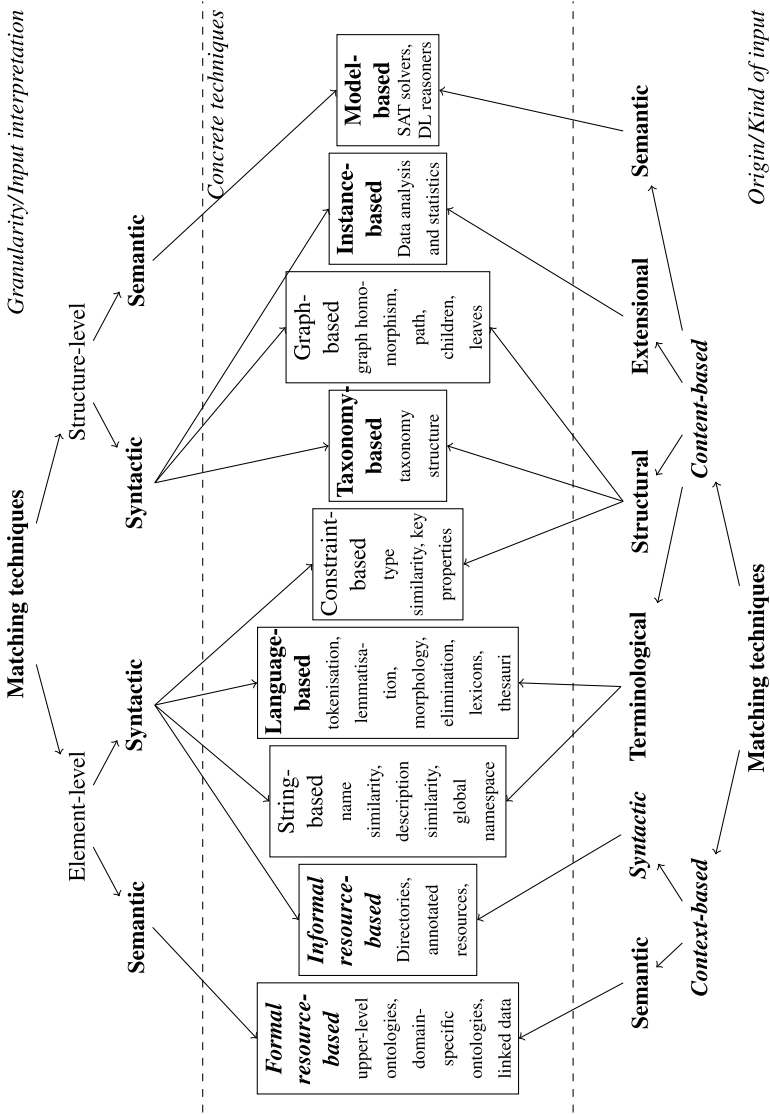 Matching techniques
Granularity/Input interpretation
Element-level
Structure-level
Semantic
Syntactic
Syntactic
Semantic
Concrete techniques
Formal
resource-
based
upper-level
ontologies,
domain-
specific
ontologies,
linked data
Informal
resource-
based
Directories,
annotated
resources,
String-
based
name
similarity,
description
similarity,
global
namespace
Language-
based
tokenisation,
lemmatisa-
tion,
morphology,
elimination,
lexicons,
thesauri
Constraint-
based
type
similarity, key
properties
Taxonomy-
based
taxonomy
structure
Graph-
based
graph homo-
morphism,
path,
children,
leaves
Instance-
based
Data analysis
and statistics
Model-
based
SAT solvers,
DL reasoners
Semantic
Syntactic
Terminological
Structural
Extensional
Semantic
Context-based
Content-based
Matching techniques
Origin/Kind of input